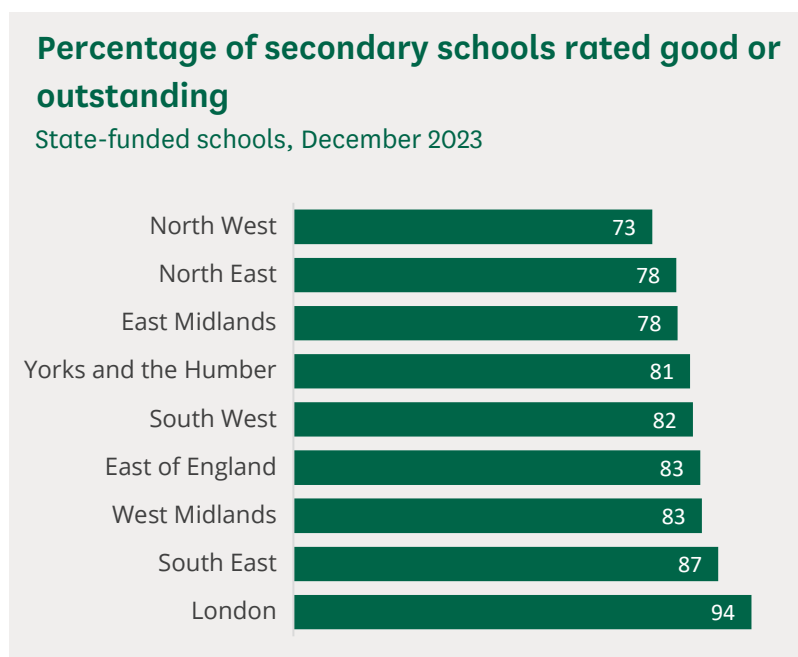 Percentage of secondary schools rated good or
outstanding
State-funded schools, December 2023
North West 73
North East 78
East Midlands 78
Yorks and the Humber 81
South West 82
East of England 83
West Midlands 83
South East 87
London 94